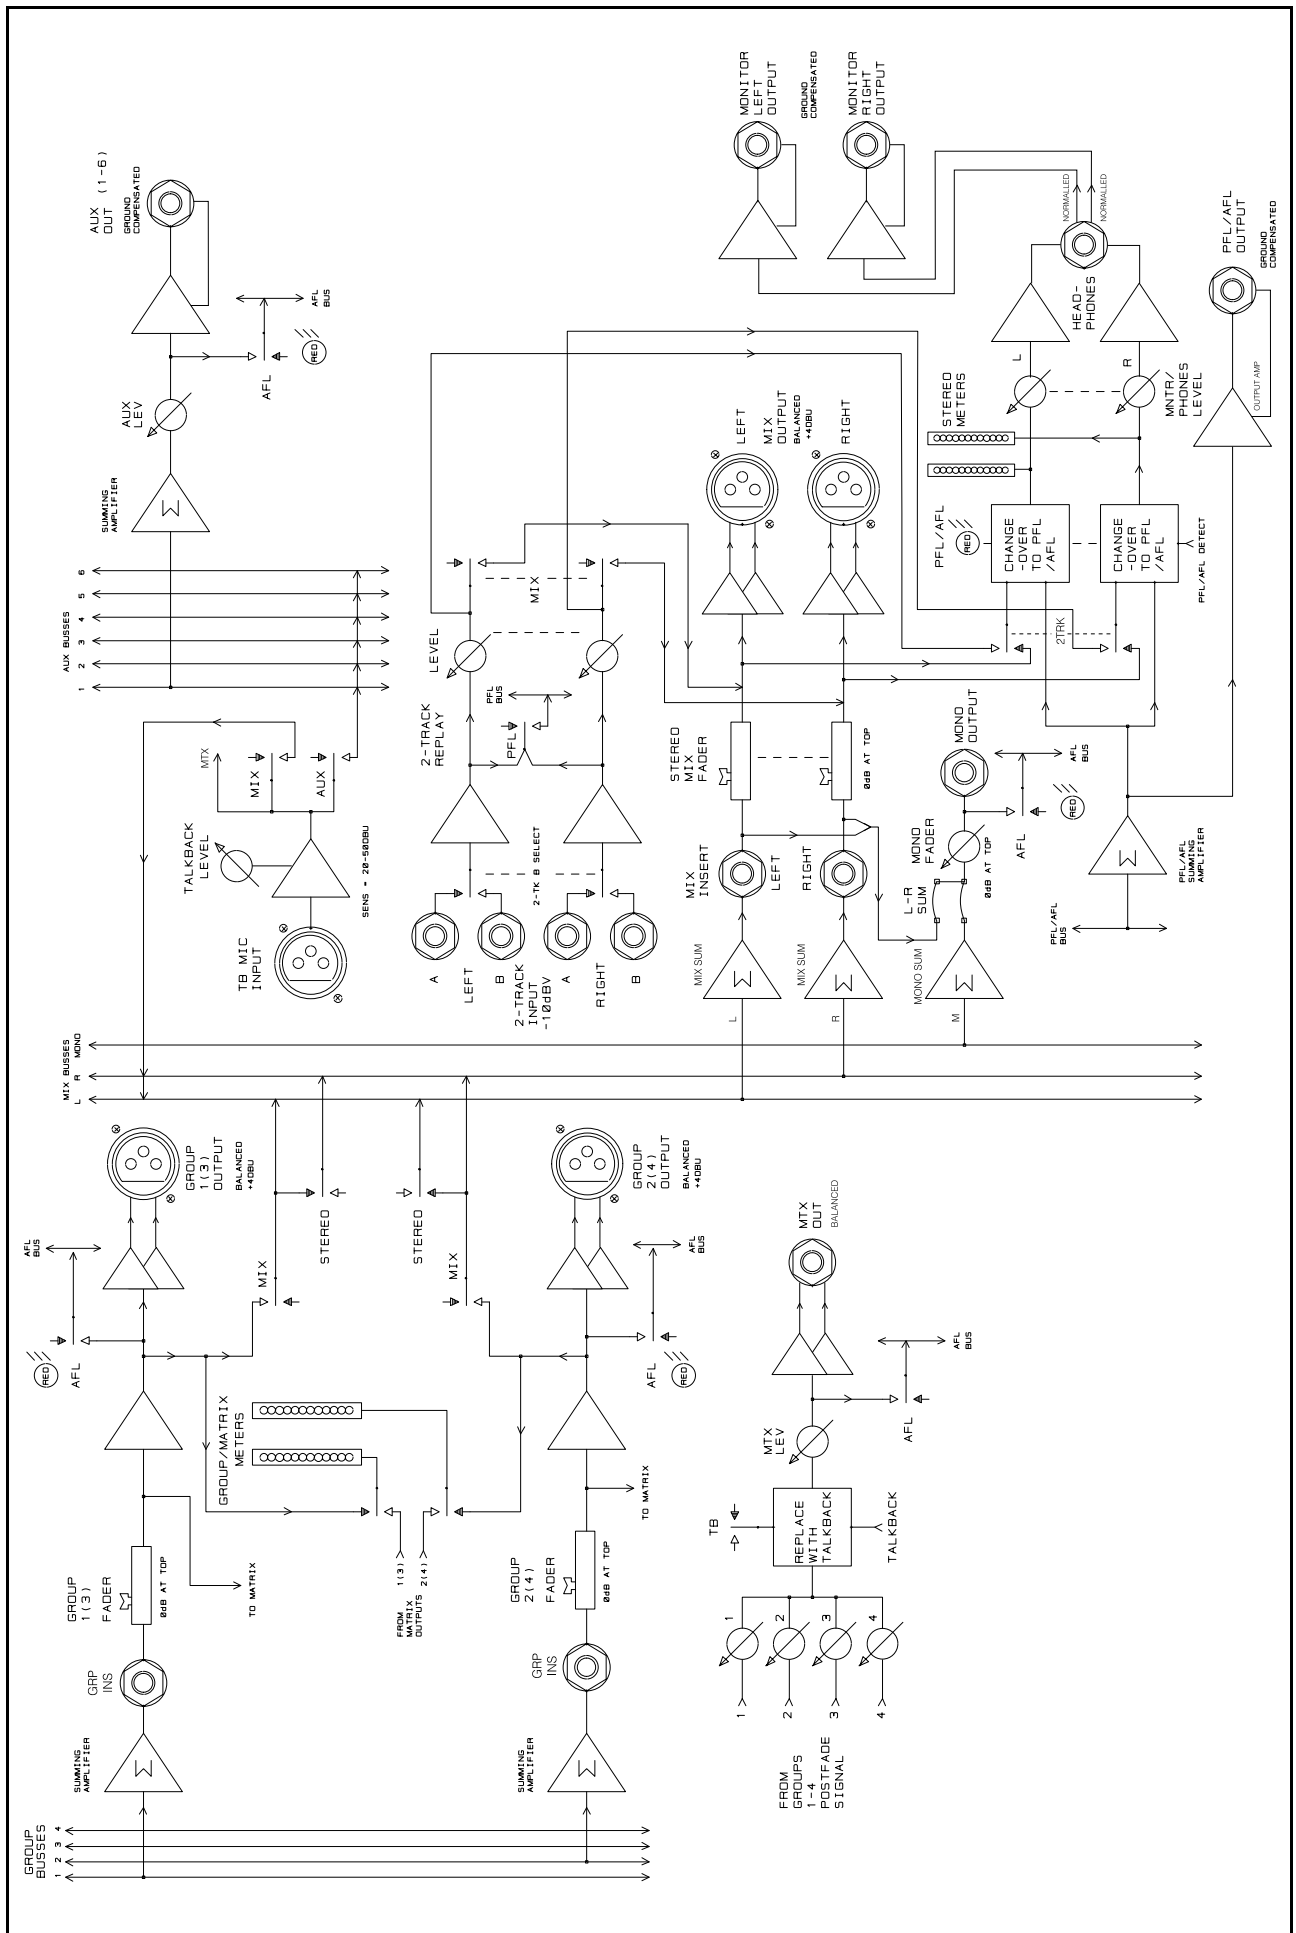 GROUP
BUSSES
1 2 3 4
SUMMING
AMPLIFIER
GRP
INS
GROUP
1(3)
FADER
0dB AT TOP
TO MATRIX
RED
AFL
AFL
BUS
GROUP
1(3)
OUTPUT
BALANCED
+4DBU
MIX
STEREO
GROUP/MATRIX
METERS
FROM
MATRIX
OUTPUTS
1(3)
2(4)
STEREO
MIX
SUMMING
AMPLIFIER
GRP
INS
GROUP
2(4)
FADER
0dB AT TOP
TO MATRIX
AFL
RED
AFL
BUS
GROUP
2(4)
OUTPUT
BALANCED
+4DBU
FROM
GROUPS
1-4
POSTFADE
SIGNAL
1
2
3
4
1
2
3
4
TB
REPLACE
WITH
TALKBACK
TALKBACK
MTX
LEV
AFL
AFL
BUS
MTX
OUT
BALANCED
MIX BUSSES
L R MONO
TB MIC
INPUT
TALKBACK
LEVEL
SENS = 20-50DBU
MTX
MIX
AUX
AUX BUSSES
1 2 3 4 5 6
SUMMING
AMPLIFIER
AUX
LEV
AFL
RED
AFL
BUS
AUX
OUT (1-6)
GROUND
COMPENSATED
A
LEFT
B
2-TRACK
INPUT
-10dBV
A
RIGHT
B
2-TK B SELECT
2-TRACK
REPLAY
PFL
PFL
BUS
LEVEL
MIX
L
MIX SUM
MIX
INSERT
LEFT
R
MIX SUM
RIGHT
STEREO
MIX
FADER
0dB AT TOP
LEFT
MIX
OUTPUT
BALANCED
+4DBU
RIGHT
M
MONO SUM
L-R
SUM
MONO
FADER
0dB AT TOP
AFL
RED
AFL
BUS
MONO
OUTPUT
PFL/AFL
BUS
PFL/AFL
SUMMING
AMPLIFIER
2TRK
CHANGE
-OVER
TO PFL
/AFL
CHANGE
-OVER
TO PFL
/AFL
PFL/AFL
RED
PFL/AFL DETECT
STEREO
METERS
L
R
MNTR/
PHONES
LEVEL
HEAD-
PHONES
NORMALLED
NORMALLED
MONITOR
LEFT
OUTPUT
GROUND
COMPENSATED
MONITOR
RIGHT
OUTPUT
OUTPUT AMP
PFL/AFL
OUTPUT
GROUND
COMPENSATED